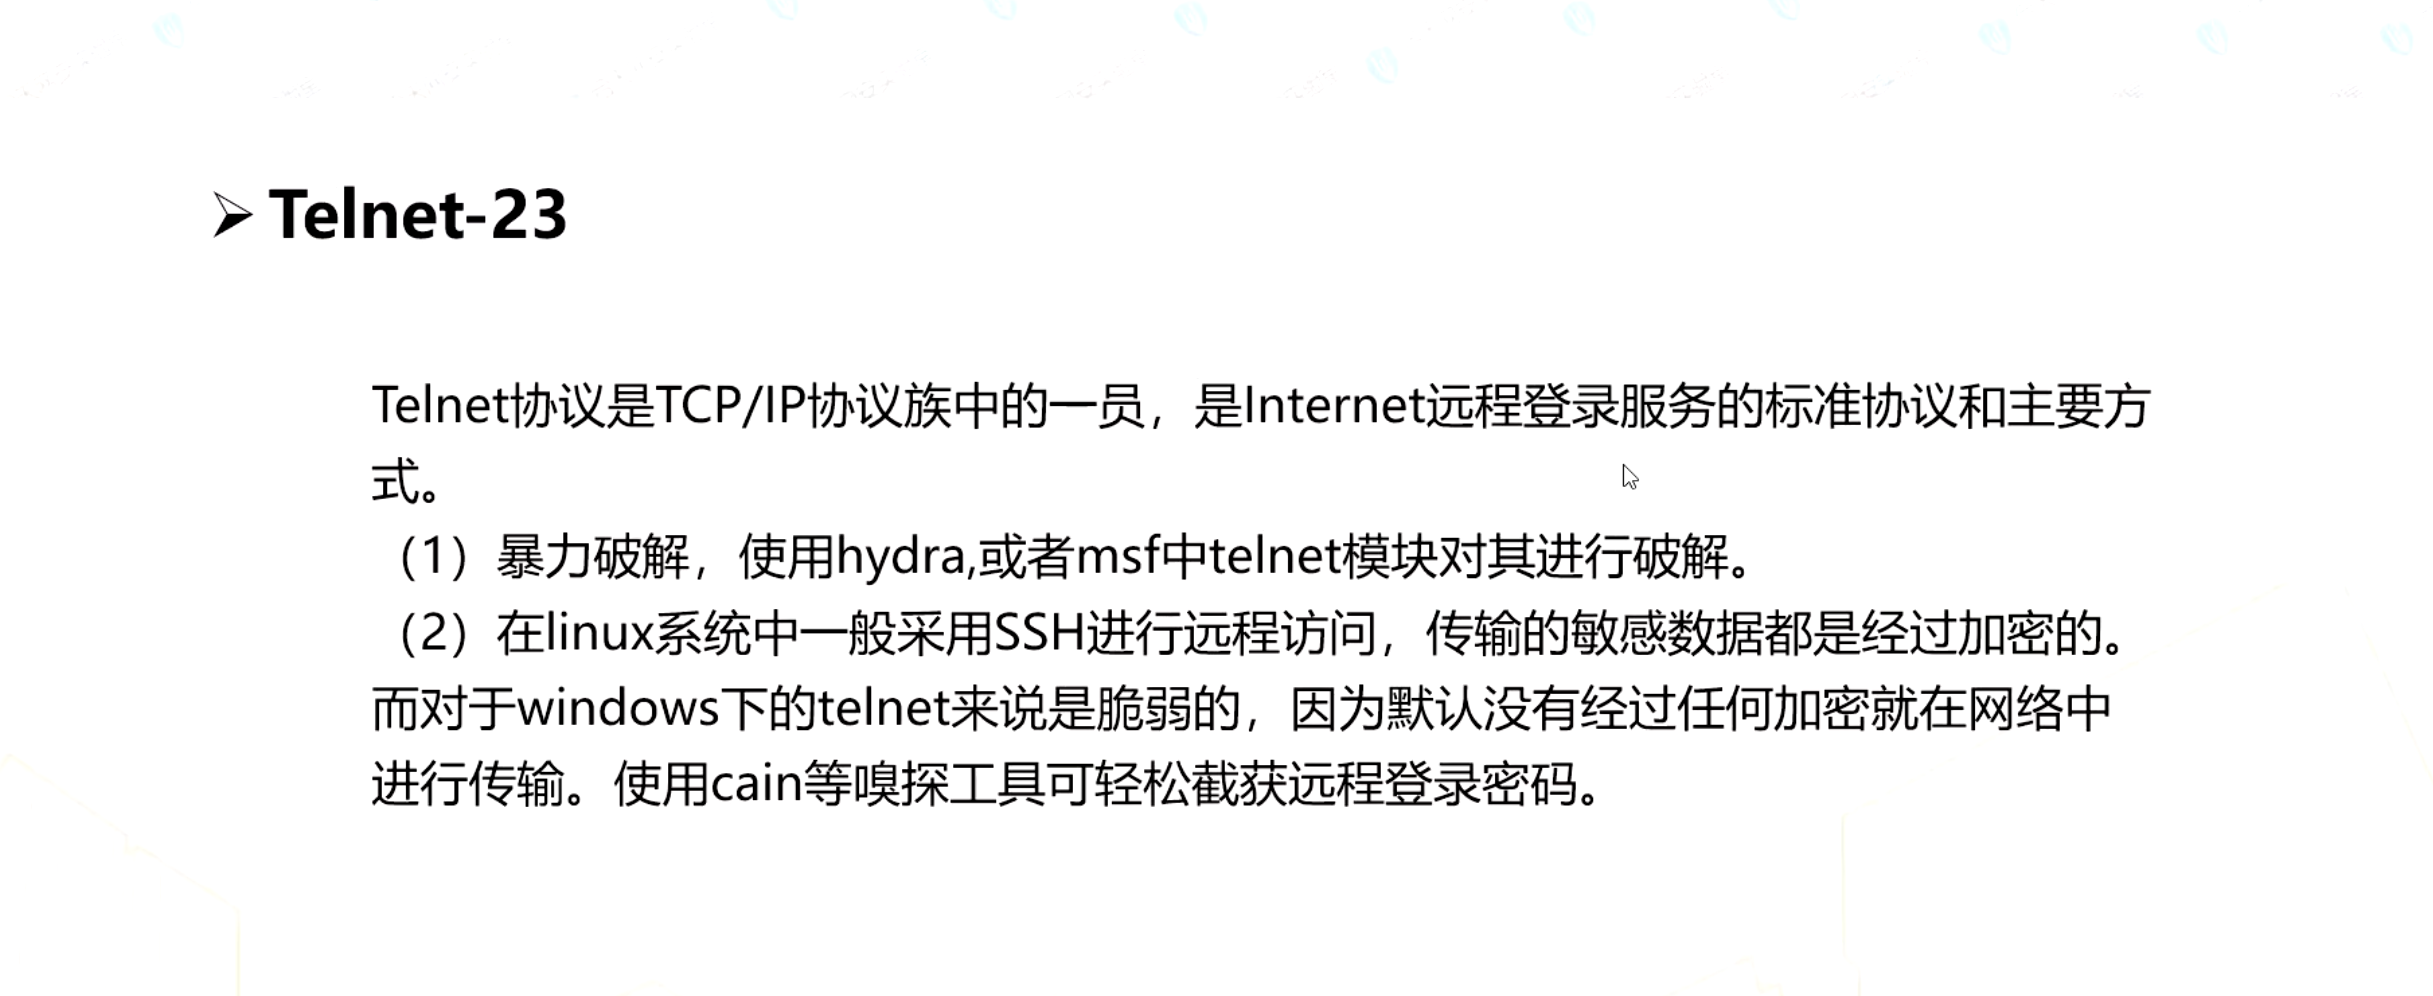 Telnet-23
Telnet协议是TCP/IP协议族中的一员，是Internet远程登录服务的标准协议和主要方
式。
（1）暴力破解，使用hydra,或者msf中telnet模块对其进行破解。
（2）在linux系统中一般采用SSH进行远程访问，传输的敏感数据都是经过加密的。
而对于windows下的telnet来说是脆弱的，因为默认没有经过任何加密就在网络中
进行传输。使用cain等嗅探工具可轻松截获远程登录密码。